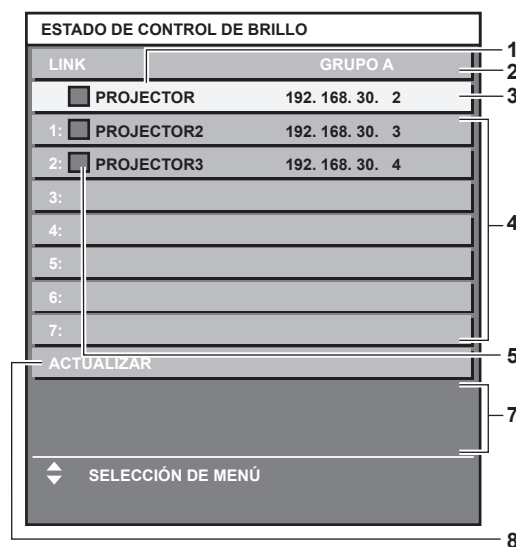 ESTADO DE CONTROL DE BRILLO
LINK GRUPO A
PROJECTOR 192. 168. 30. 2
1: PROJECTOR2 192. 168. 30. 3
2: PROJECTOR3 192. 168. 30. 4
3:
4:
5:
6:
7:
ACTUALIZAR
SELECCIÓN DE MENÚ
1
2
3
4
5
7
8